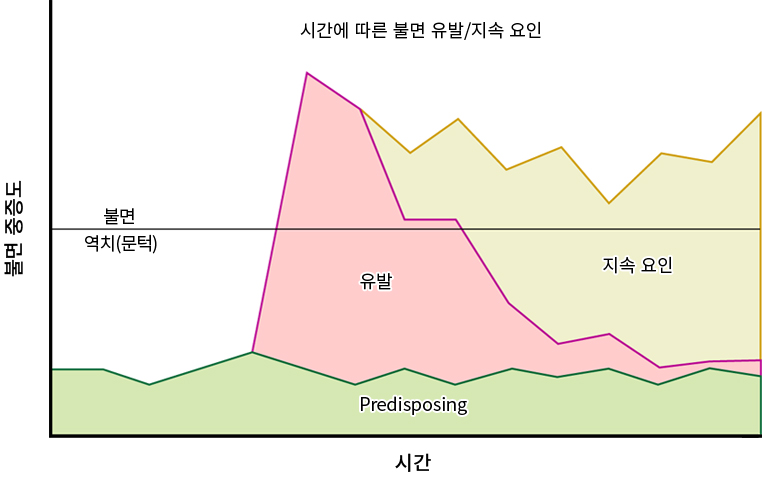 시간에 따른 불면 유발/지속 요인
불면 중증도
불면
역치(문턱)
유발
지속 요인
Predisposing
시간